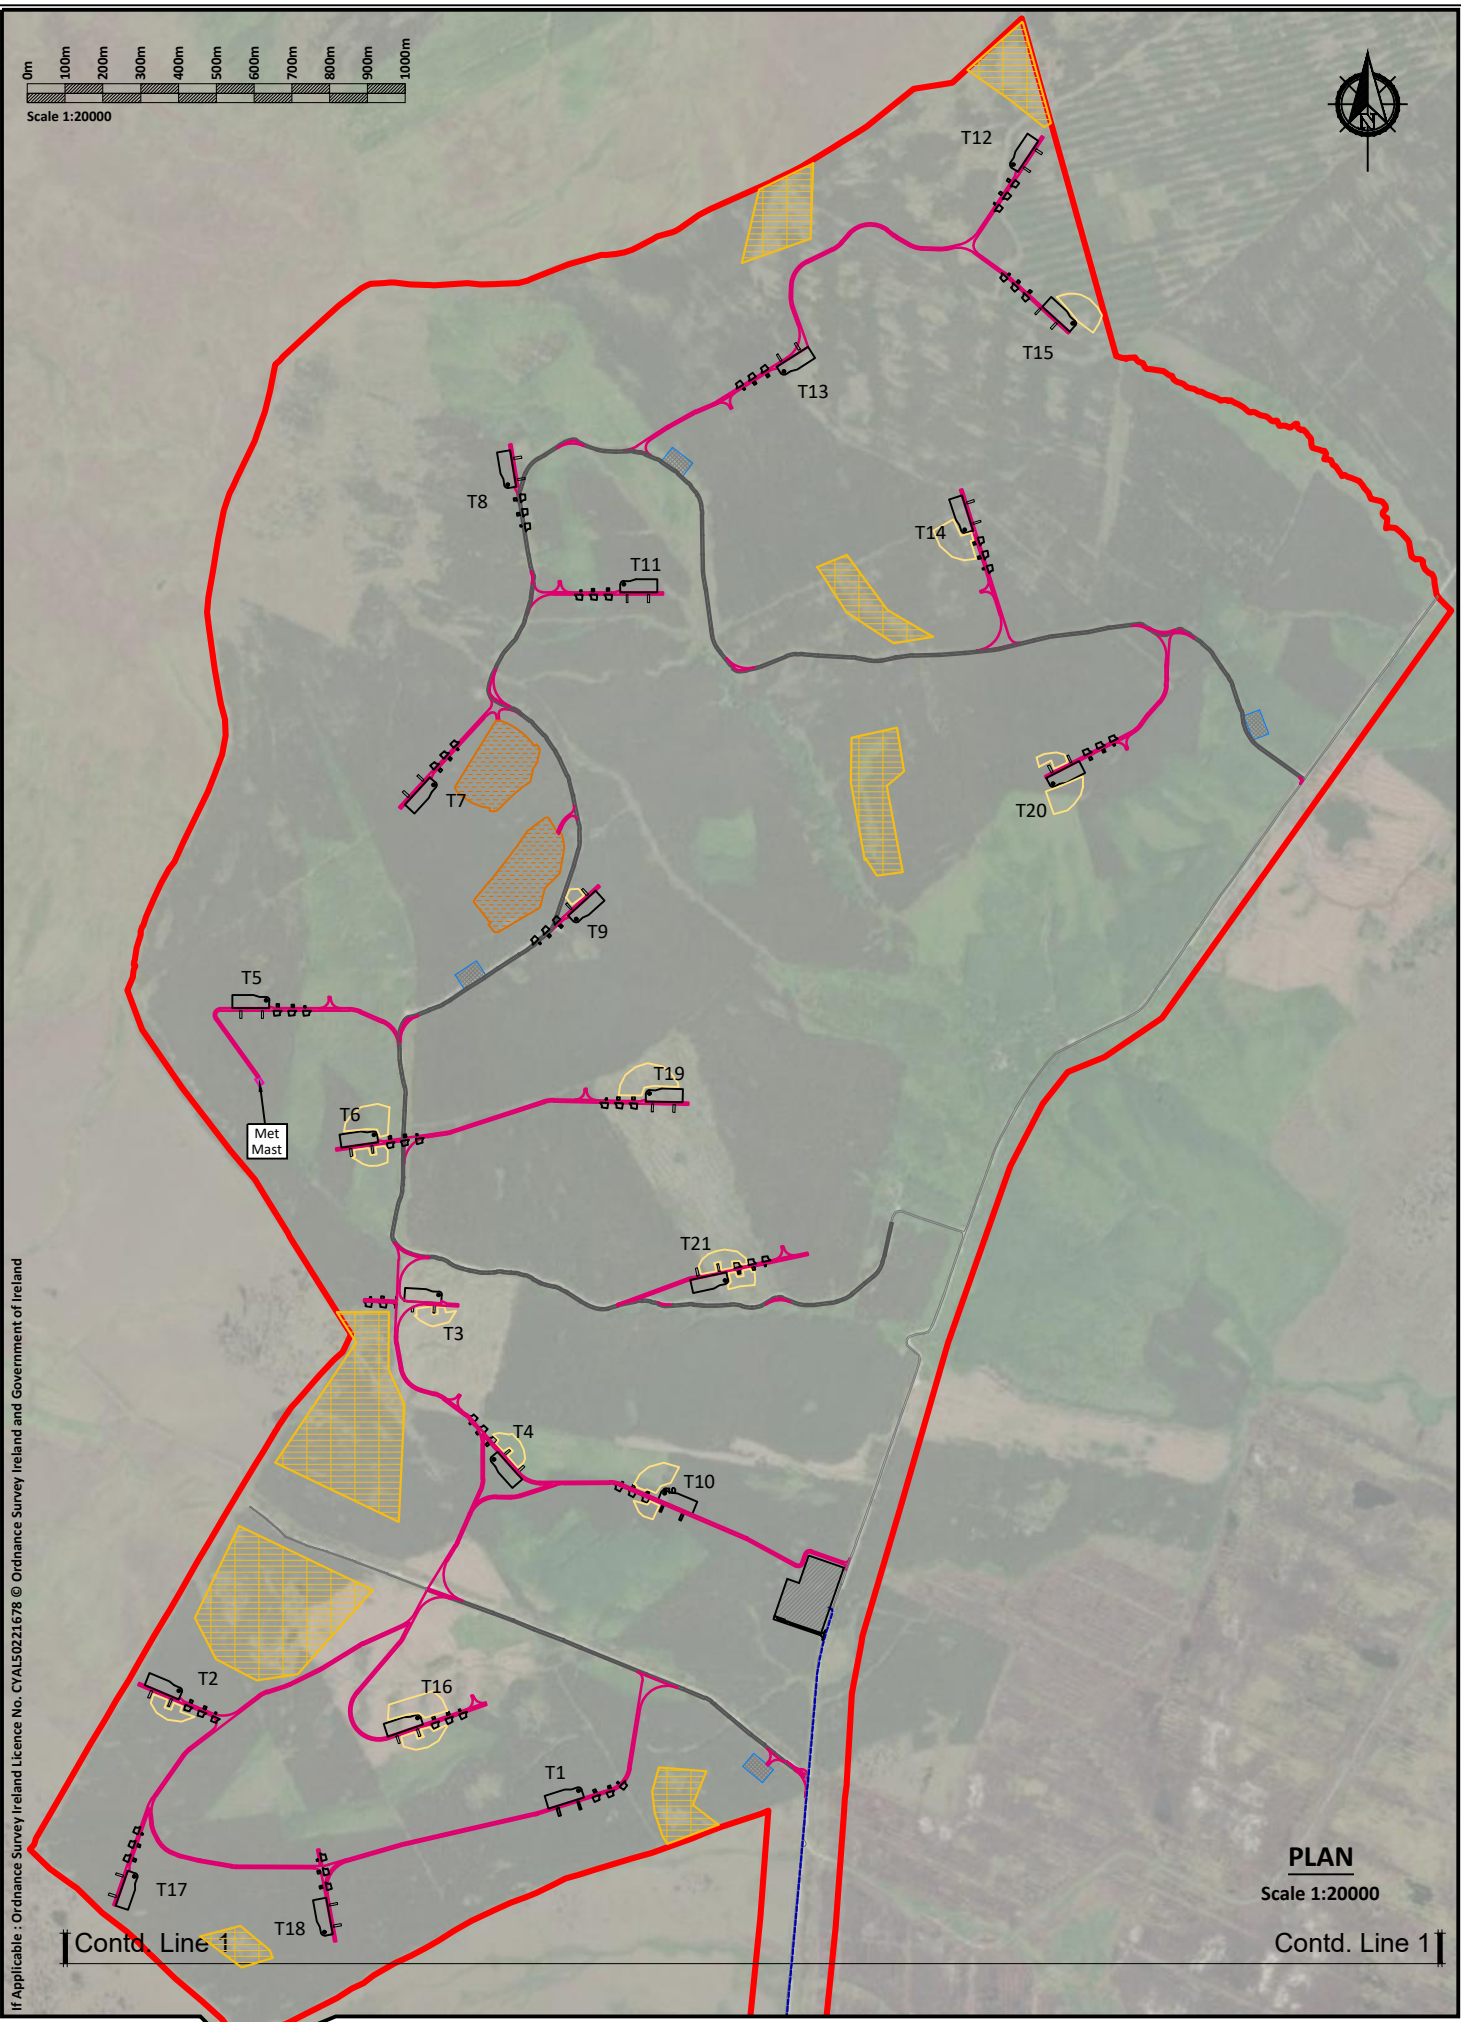 0m
100m
200m
300m
400m
500m
600m
700m
800m
900m
1000m
Scale 1:20000
N
T12
T15
T13
T8
T14
T11
T7
T20
T9
T5
T19
T6
Met
Mast
T21
T3
T4
T10
T2
T16
T1
T17
T18
PLAN
Scale 1:20000
Contd. Line 1
Contd. Line 1
If Applicable : Ordnance Survey Ireland Licence No. CYAL50221678 © Ordnance Survey Ireland and Government of Ireland